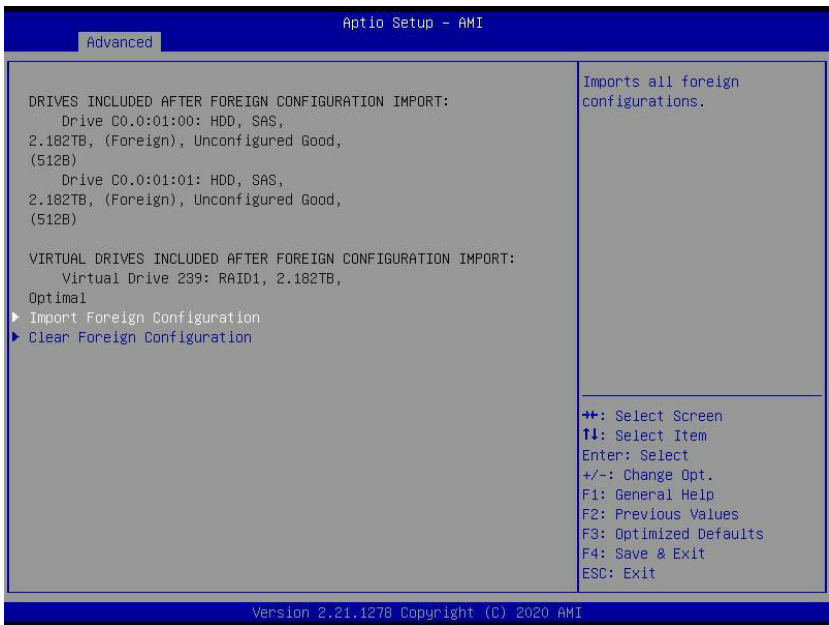 Aptio Setup – AMI
Advanced
DRIVES INCLUDED AFTER FOREIGN CONFIGURATION IMPORT:
Drive C0.0:01:00: HDD, SAS,
2.182TB, (Foreign), Unconfigured Good,
(512B)
Drive C0.0:01:01: HDD, SAS,
2.182TB, (Foreign), Unconfigured Good,
(512B)
VIRTUAL DRIVES INCLUDED AFTER FOREIGN CONFIGURATION IMPORT:
Virtual Drive 239: RAID1, 2.182TB,
Optimal
Import Foreign Configuration
Clear Foreign Configuration
Imports all foreign
configurations.
→←: Select Screen
↑↓: Select Item
Enter: Select
+/-: Change Opt.
F1: General Help
F2: Previous Values
F3: Optimized Defaults
F4: Save & Exit
ESC: Exit
Version 2.21.1278 Copyright (C) 2020 AMI